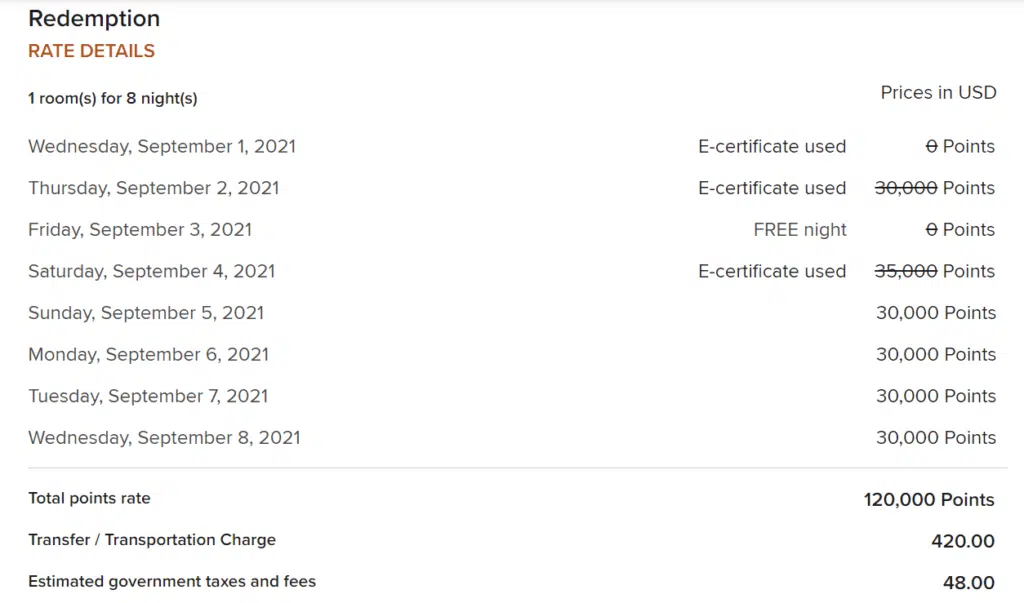 Redemption
RATE DETAILS
1 room(s) for 8 night(s) Prices in USD
Wednesday, September 1, 2021 E-certificate used 0 Points
Thursday, September 2, 2021 E-certificate used 30,000 Points
Friday, September 3, 2021 FREE night 0 Points
Saturday, September 4, 2021 E-certificate used 35,000 Points
Sunday, September 5, 2021 30,000 Points
Monday, September 6, 2021 30,000 Points
Tuesday, September 7, 2021 30,000 Points
Wednesday, September 8, 2021 30,000 Points
Total points rate 120,000 Points
Transfer / Transportation Charge 420.00
Estimated government taxes and fees 48.00